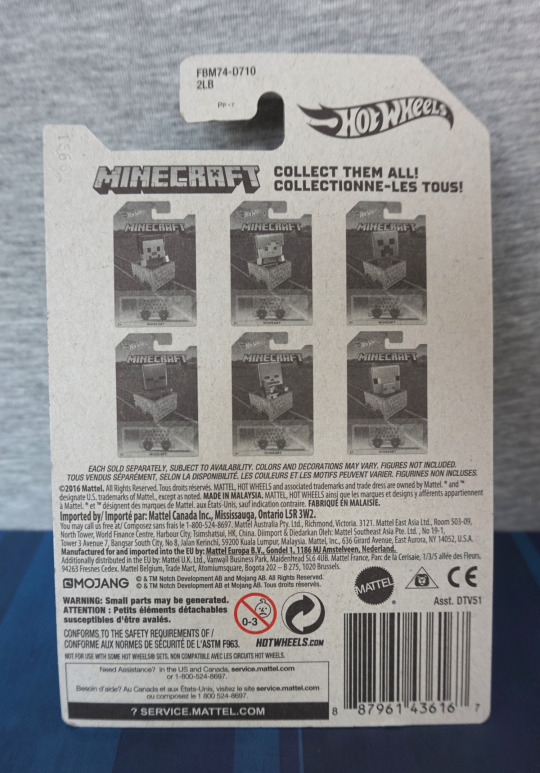 FBM74-D710
2LB
HOT WHEELS
MINECRAFT
COLLECT THEM ALL!
COLLECTIONNE-LES TOUS!
MINECRAFT
MINECRAFT
MINECRAFT
MINECRAFT
MINECRAFT
MINECRAFT
EACH SOLD SEPARATELY, SUBJECT TO AVAILABILITY. COLORS AND DECORATIONS MAY VARY. FIGURES NOT INCLUDED.
TOUS VENDUS SÉPARÉMENT, SELON LA DISPONIBILITÉ. LES COULEURS ET LES MOTIFS PEUVENT VARIER. FIGURINES NON INCLUSES.
©2016 Mattel. All Rights Reserved. Tous droits réservés. MATTEL, HOT WHEELS and associated trademarks and trade dress are owned by Mattel. ® and ™
designate U.S. trademarks of Mattel, except as noted. MADE IN MALAYSIA. MATTEL, HOT WHEELS ainsi que les marques et designs y afférents appartiennent
à Mattel. ® et ™ désignent des marques de Mattel aux États-Unis, sauf indication contraire. FABRIQUÉ EN MALAISIE.
Imported by/ Importé par: Mattel Canada Inc., Mississauga, Ontario L5R 3W2.
You may call us free at/ Composez sans frais le 1-800-524-8697. Mattel Australia Pty. Ltd., Richmond, Victoria. 3121. Mattel East Asia Ltd., Room 503-09,
North Tower, World Finance Centre, Harbour City, Tsimshatsui, HK, China. Diimport & Diedarkan Oleh: Mattel Southeast Asia Pte. Ltd., No 19-1,
Tower 3 Avenue 7, Bangsar South City, No 8, Jalan Kerinchi, 59200 Kuala Lumpur, Malaysia. Mattel, Inc., 636 Girard Avenue, East Aurora, NY 14052, U.S.A.
Manufactured for and imported into the EU by: Mattel Europa B.V., Gondel 1, 1186 MJ Amstelveen, Nederland.
Additionally distributed in the EU by: Mattel U.K. Ltd., Vanwall Business Park, Maidenhead SL6 4UB. Mattel France, Parc de la Cerisaie, 1/3/5 allée des Fleurs,
94263 Fresnes Cedex. Mattel Belgium, Trade Mart, Atomiumsquare, Bogota 202 – B 275, 1020 Brussels.
MOJANG
© & TM Notch Development AB and Mojang AB. All Rights Reserved.
© & TM Notch Development AB et Mojang AB. Tous droits réservés.
MATTEL
CE
Asst. DTV51
WARNING: Small parts may be generated.
ATTENTION : Petits éléments détachables
susceptibles d'être avalés.
0-3
HOTWHEELS.COM
CONFORMS TO THE SAFETY REQUIREMENTS OF /
CONFORME AUX NORMES DE SÉCURITÉ DE L'ASTM F963.
NOT FOR USE WITH SOME HOT WHEELS® SETS. NON COMPATIBLE AVEC LES CIRCUITS HOT WHEELS.
Need Assistance? In the US and Canada, service.mattel.com
or 1-800-524-8697.
Besoin d'aide? Au Canada et aux États-Unis, visitez le site service.mattel.com
ou composez le 1 800 524-8697.
? SERVICE.MATTEL.COM
8 87961 43616 7